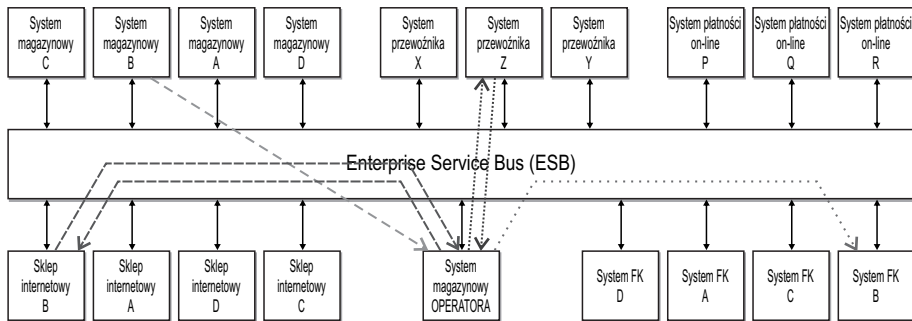 System
magazynowy
C
System
magazynowy
B
System
magazynowy
A
System
magazynowy
D
System
przewoźnika
X
System
przewoźnika
Z
System
przewoźnika
Y
System płatności
on-line
P
System płatności
on-line
Q
System płatności
on-line
R
Enterprise Service Bus (ESB)
Sklep
internetowy
B
Sklep
internetowy
A
Sklep
internetowy
D
Sklep
internetowy
C
System
magazynowy
OPERATORA
System FK
D
System FK
A
System FK
C
System FK
B